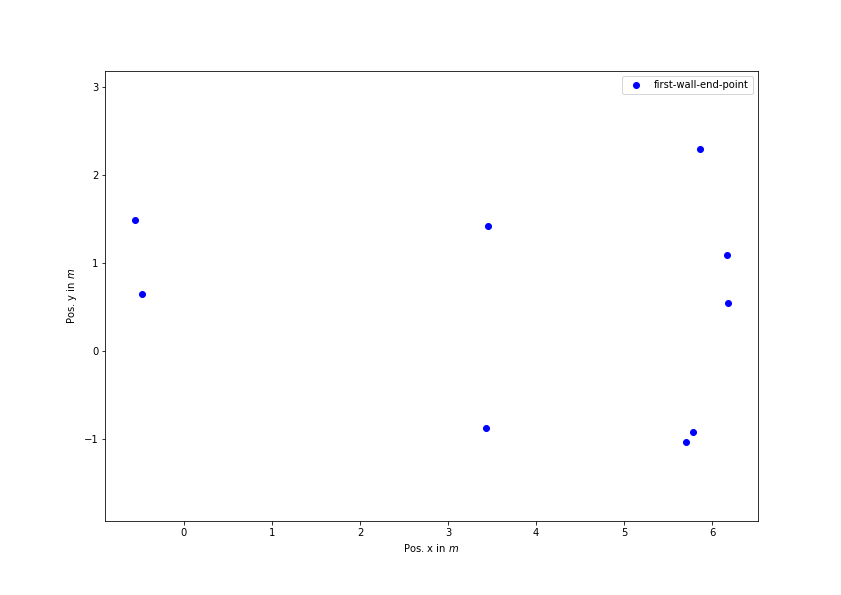 first-wall-end-point
3
2
1
0
−1
Pos. y in m
0 1 2 3 4 5 6
Pos. x in m